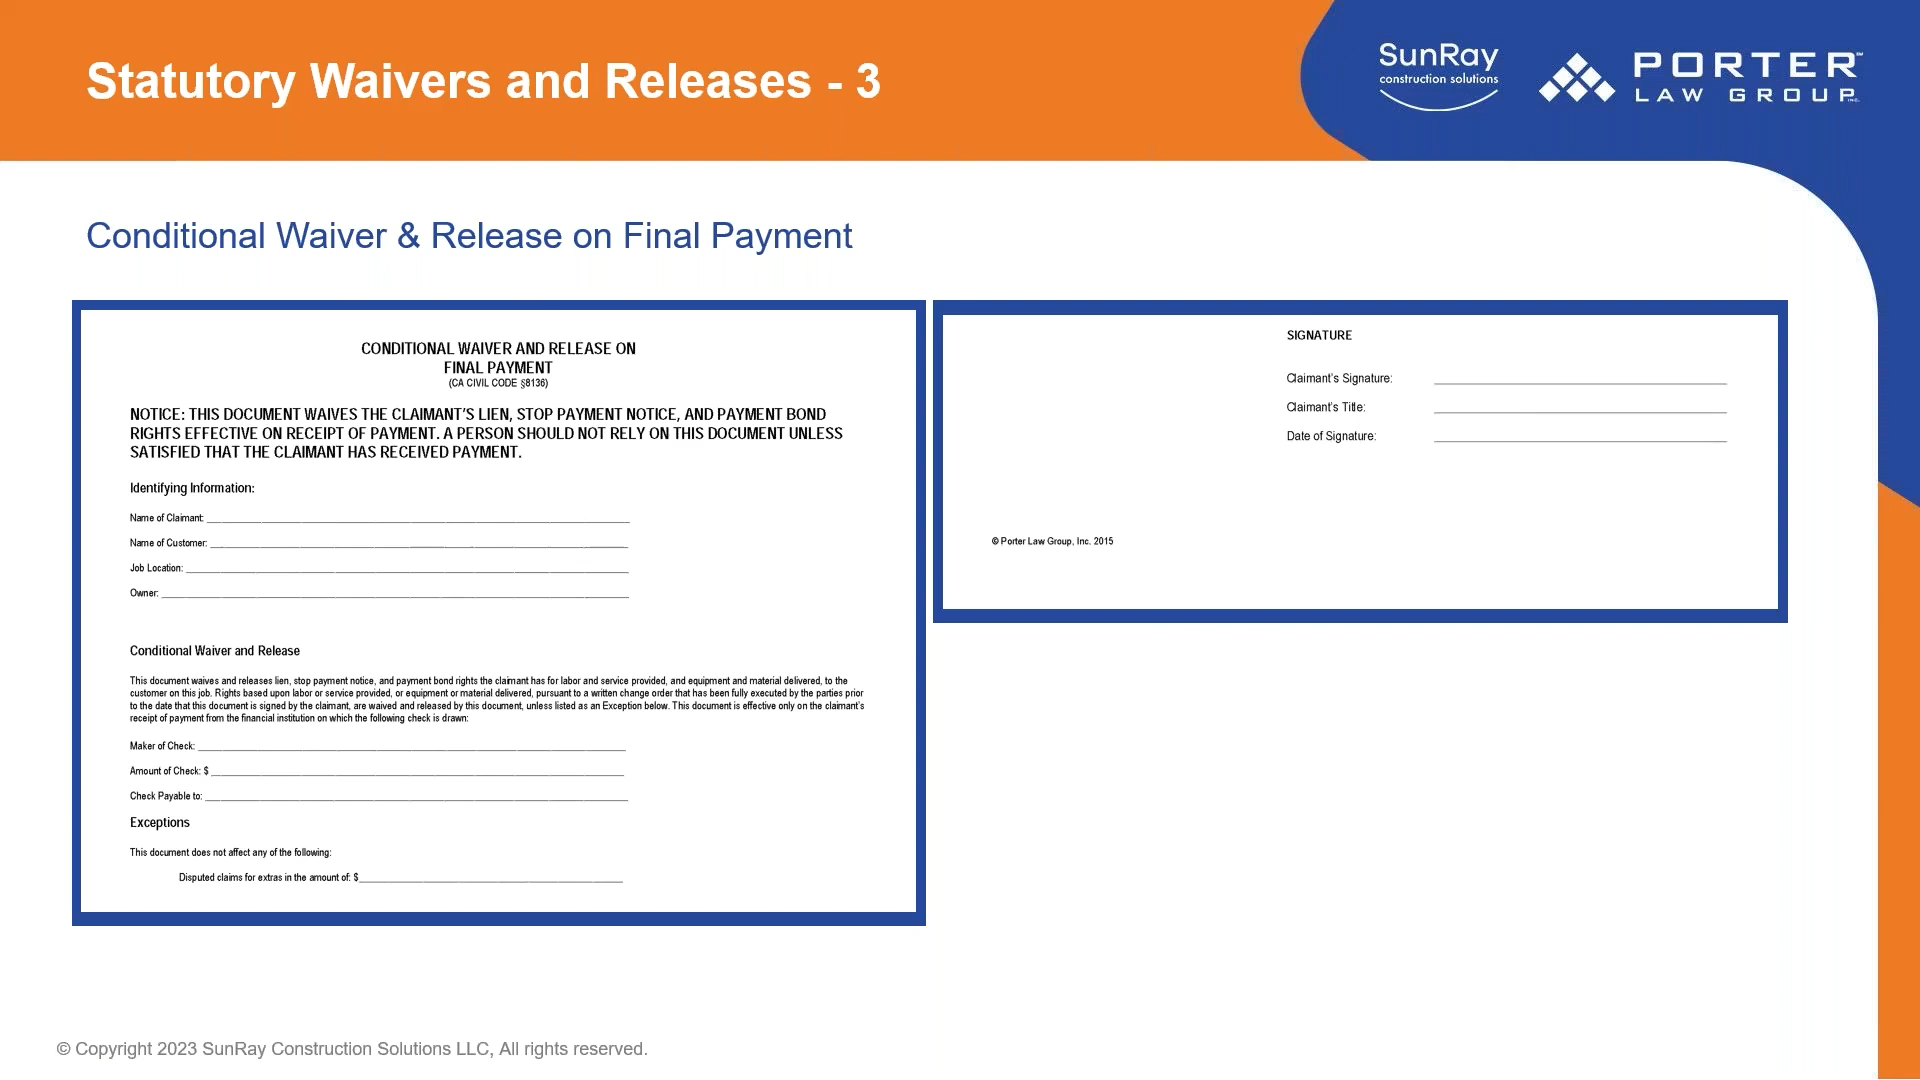 Statutory Waivers and Releases - 3
SunRay
construction solutions
PORTER™
LAW GROUP INC.
Conditional Waiver & Release on Final Payment
CONDITIONAL WAIVER AND RELEASE ON
FINAL PAYMENT
(CA CIVIL CODE §8136)
NOTICE: THIS DOCUMENT WAIVES THE CLAIMANT'S LIEN, STOP PAYMENT NOTICE, AND PAYMENT BOND
RIGHTS EFFECTIVE ON RECEIPT OF PAYMENT. A PERSON SHOULD NOT RELY ON THIS DOCUMENT UNLESS
SATISFIED THAT THE CLAIMANT HAS RECEIVED PAYMENT.
Identifying Information:
Name of Claimant:
Name of Customer:
Job Location:
Owner:
Conditional Waiver and Release
This document waives and releases lien, stop payment notice, and payment bond rights the claimant has for labor and service provided, and equipment and material delivered, to the
customer on this job. Rights based upon labor or service provided, or equipment or material delivered, pursuant to a written change order that has been fully executed by the parties prior
to the date that this document is signed by the claimant, are waived and released by this document, unless listed as an Exception below. This document is effective only on the claimant's
receipt of payment from the financial institution on which the following check is drawn:
Maker of Check:
Amount of Check: $
Check Payable to:
Exceptions
This document does not affect any of the following:
Disputed claims for extras in the amount of: $
SIGNATURE
Claimant's Signature:
Claimant's Title:
Date of Signature:
© Porter Law Group, Inc. 2015
© Copyright 2023 SunRay Construction Solutions LLC, All rights reserved.